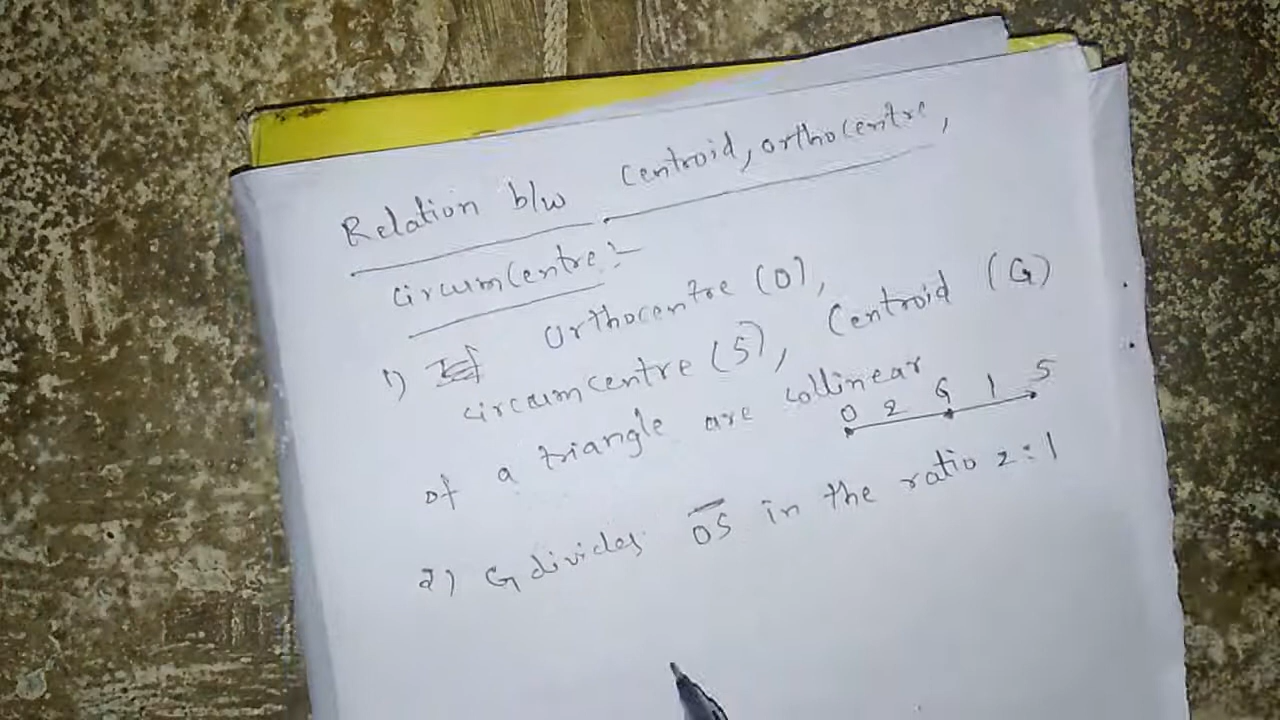 Relation b/w Centroid, orthocentre,
circumcentre :-
1) Orthocentre (O),
circumcentre (S), Centroid (G)
of a triangle are collinear
O 2 G 1 S
2) G divides OS in the ratio 2:1